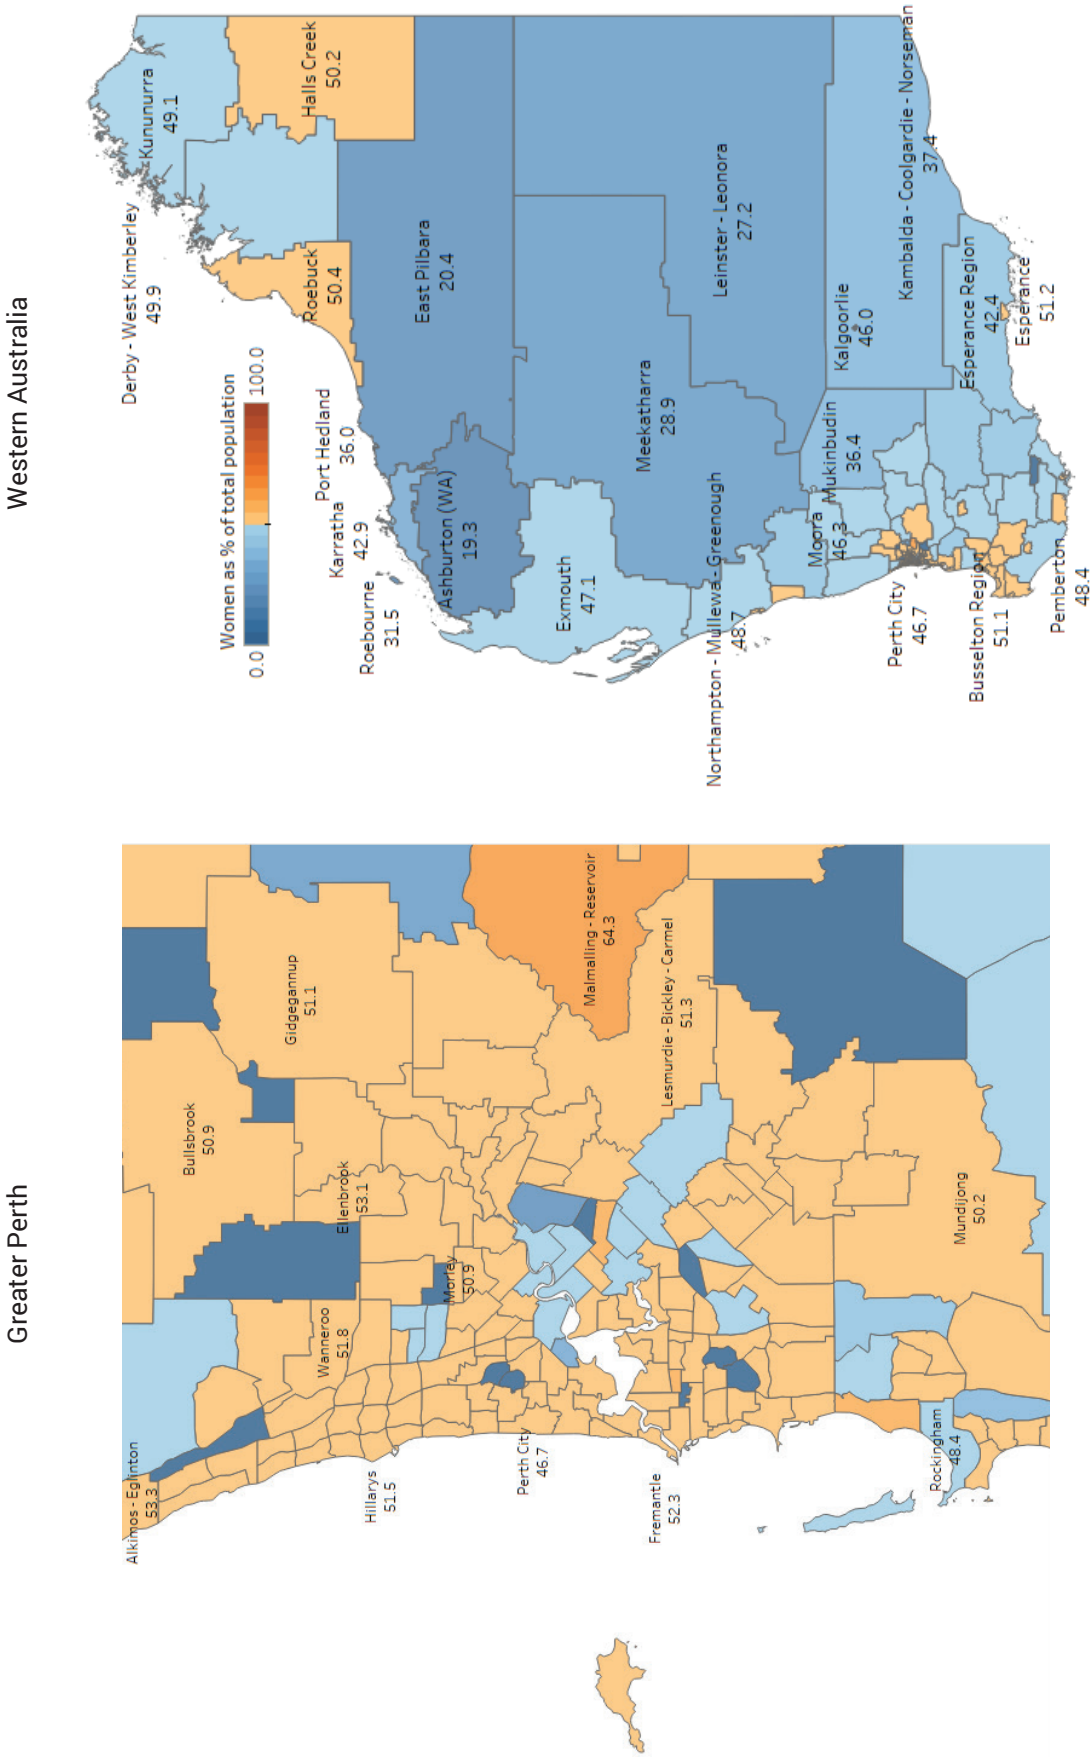 Western Australia
Kununurra
49.1
Halls Creek
50.2
Derby - West Kimberley
49.9
Roebuck
50.4
East Pilbara
20.4
Women as % of total population
0.0
100.0
Port Hedland
36.0
Karratha
42.9
Roebourne
31.5
Ashburton (WA)
19.3
Exmouth
47.1
Meekatharra
28.9
Leinster - Leonora
27.2
Northampton - Mullewa - Greenough
48.7
Kalgoorlie
46.0
Kambalda - Coolgardie - Norseman
37.4
Mukinbudin
36.4
Moora
46.3
Esperance Region
42.4
Esperance
51.2
Perth City
46.7
Busselton Region
51.1
Pemberton
48.4
Greater Perth
Bullsbrook
50.9
Gidgegannup
51.1
Malmalling - Reservoir
64.3
Lesmurdie - Bickley - Carmel
51.3
Ellenbrook
53.1
Morley
50.9
Wanneroo
51.8
Alkimos - Eglinton
53.3
Hillarys
51.5
Perth City
46.7
Fremantle
52.3
Mundijong
50.2
Rockingham
48.4